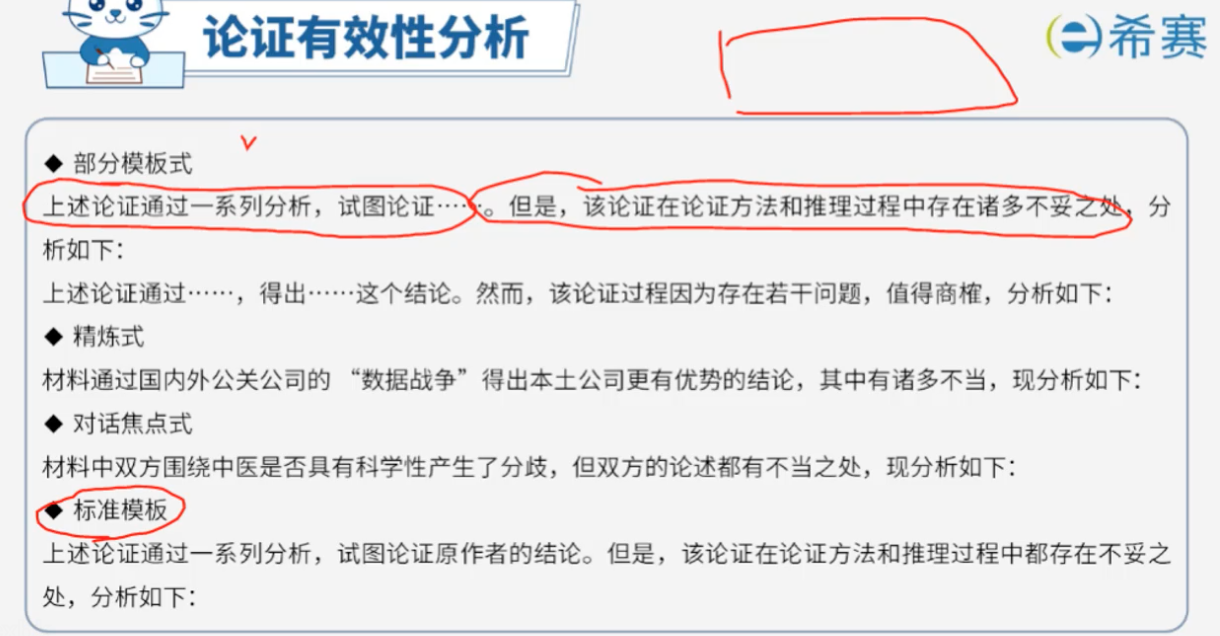 论证有效性分析
希赛
◆ 部分模板式
上述论证通过一系列分析，试图论证……。但是，该论证在论证方法和推理过程中存在诸多不妥之处，分
析如下：
上述论证通过……，得出……这个结论。然而，该论证过程因为存在若干问题，值得商榷，分析如下：
◆ 精炼式
材料通过国内外公关公司的 “数据战争”得出本土公司更有优势的结论，其中有诸多不当，现分析如下：
◆ 对话焦点式
材料中双方围绕中医是否具有科学性产生了分歧，但双方的论述都有不当之处，现分析如下：
◆ 标准模板
上述论证通过一系列分析，试图论证原作者的结论。但是，该论证在论证方法和推理过程中都存在不妥之
处，分析如下：